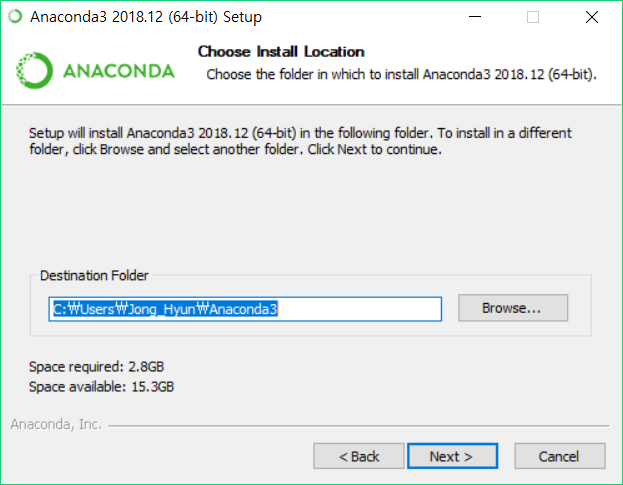 Anaconda3 2018.12 (64-bit) Setup
ANACONDA
Choose Install Location
Choose the folder in which to install Anaconda3 2018.12 (64-bit).
Setup will install Anaconda3 2018.12 (64-bit) in the following folder. To install in a different
folder, click Browse and select another folder. Click Next to continue.
Destination Folder
C:₩Users₩Jong_Hyun₩Anaconda3
Browse...
Space required: 2.8GB
Space available: 15.3GB
Anaconda, Inc.
< Back
Next >
Cancel